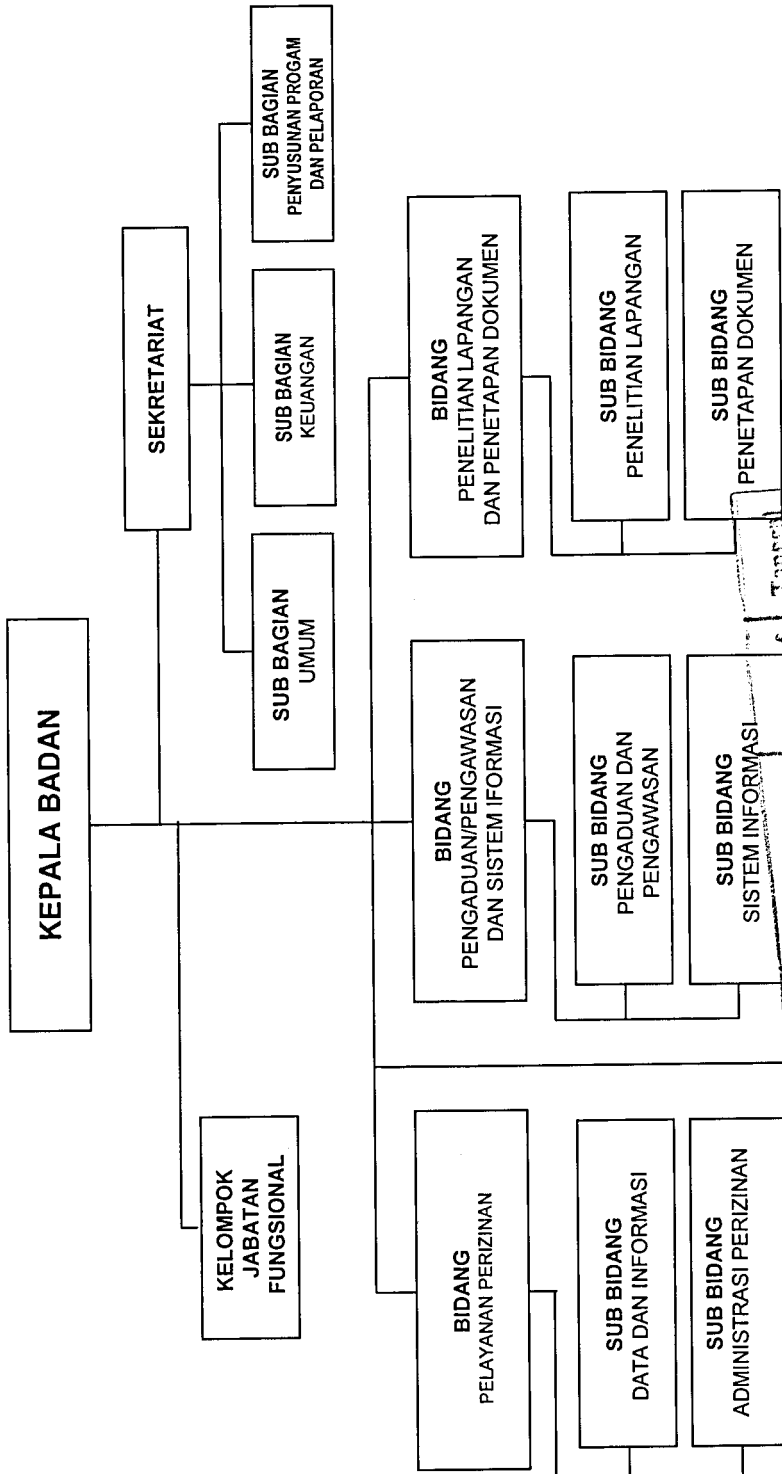 KEPALA BADAN
KELOMPOK
JABATAN
FUNGSIONAL
SEKRETARIAT
SUB BAGIAN
UMUM
SUB BAGIAN
KEUANGAN
SUB BAGIAN
PENYUSUNAN PROGAM
DAN PELAPORAN
BIDANG
PELAYANAN PERIZINAN
SUB BIDANG
DATA DAN INFORMASI
SUB BIDANG
ADMINISTRASI PERIZINAN
BIDANG
PENGADUAN/PENGAWASAN
DAN SISTEM IFORMASI
SUB BIDANG
PENGADUAN DAN
PENGAWASAN
SUB BIDANG
SISTEM INFORMASI
BIDANG
PENELITIAN LAPANGAN
DAN PENETAPAN DOKUMEN
SUB BIDANG
PENELITIAN LAPANGAN
SUB BIDANG
PENETAPAN DOKUMEN